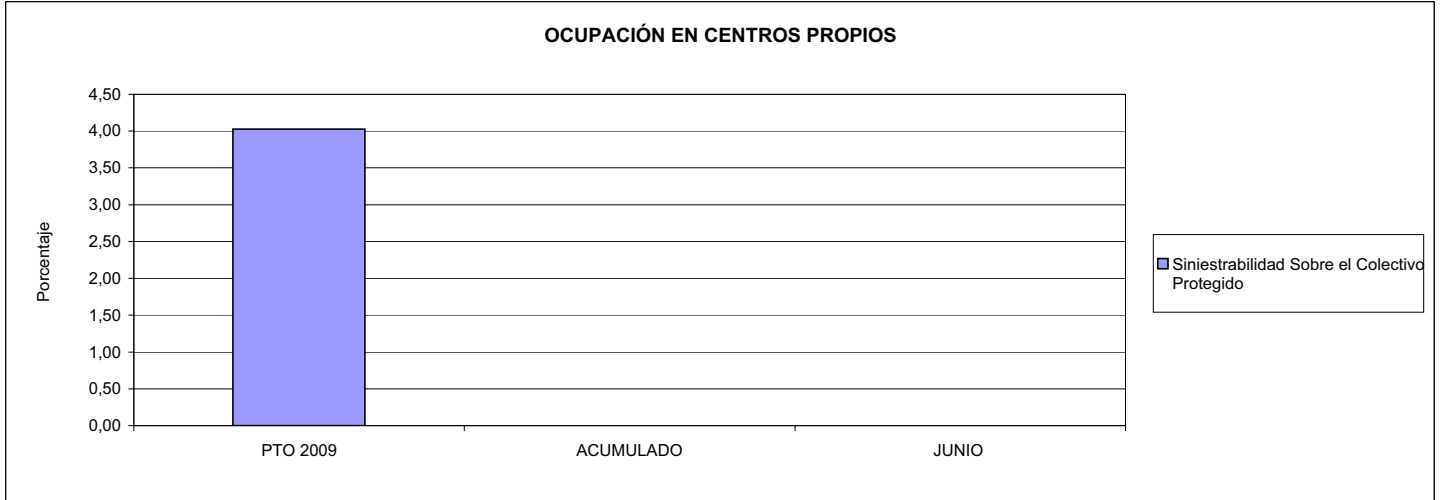 OCUPACIÓN EN CENTROS PROPIOS
4,50
4,00
3,50
3,00
2,50
2,00
1,50
1,00
0,50
0,00
Porcentaje
PTO 2009
ACUMULADO
JUNIO
Siniestrabilidad Sobre el Colectivo
Protegido